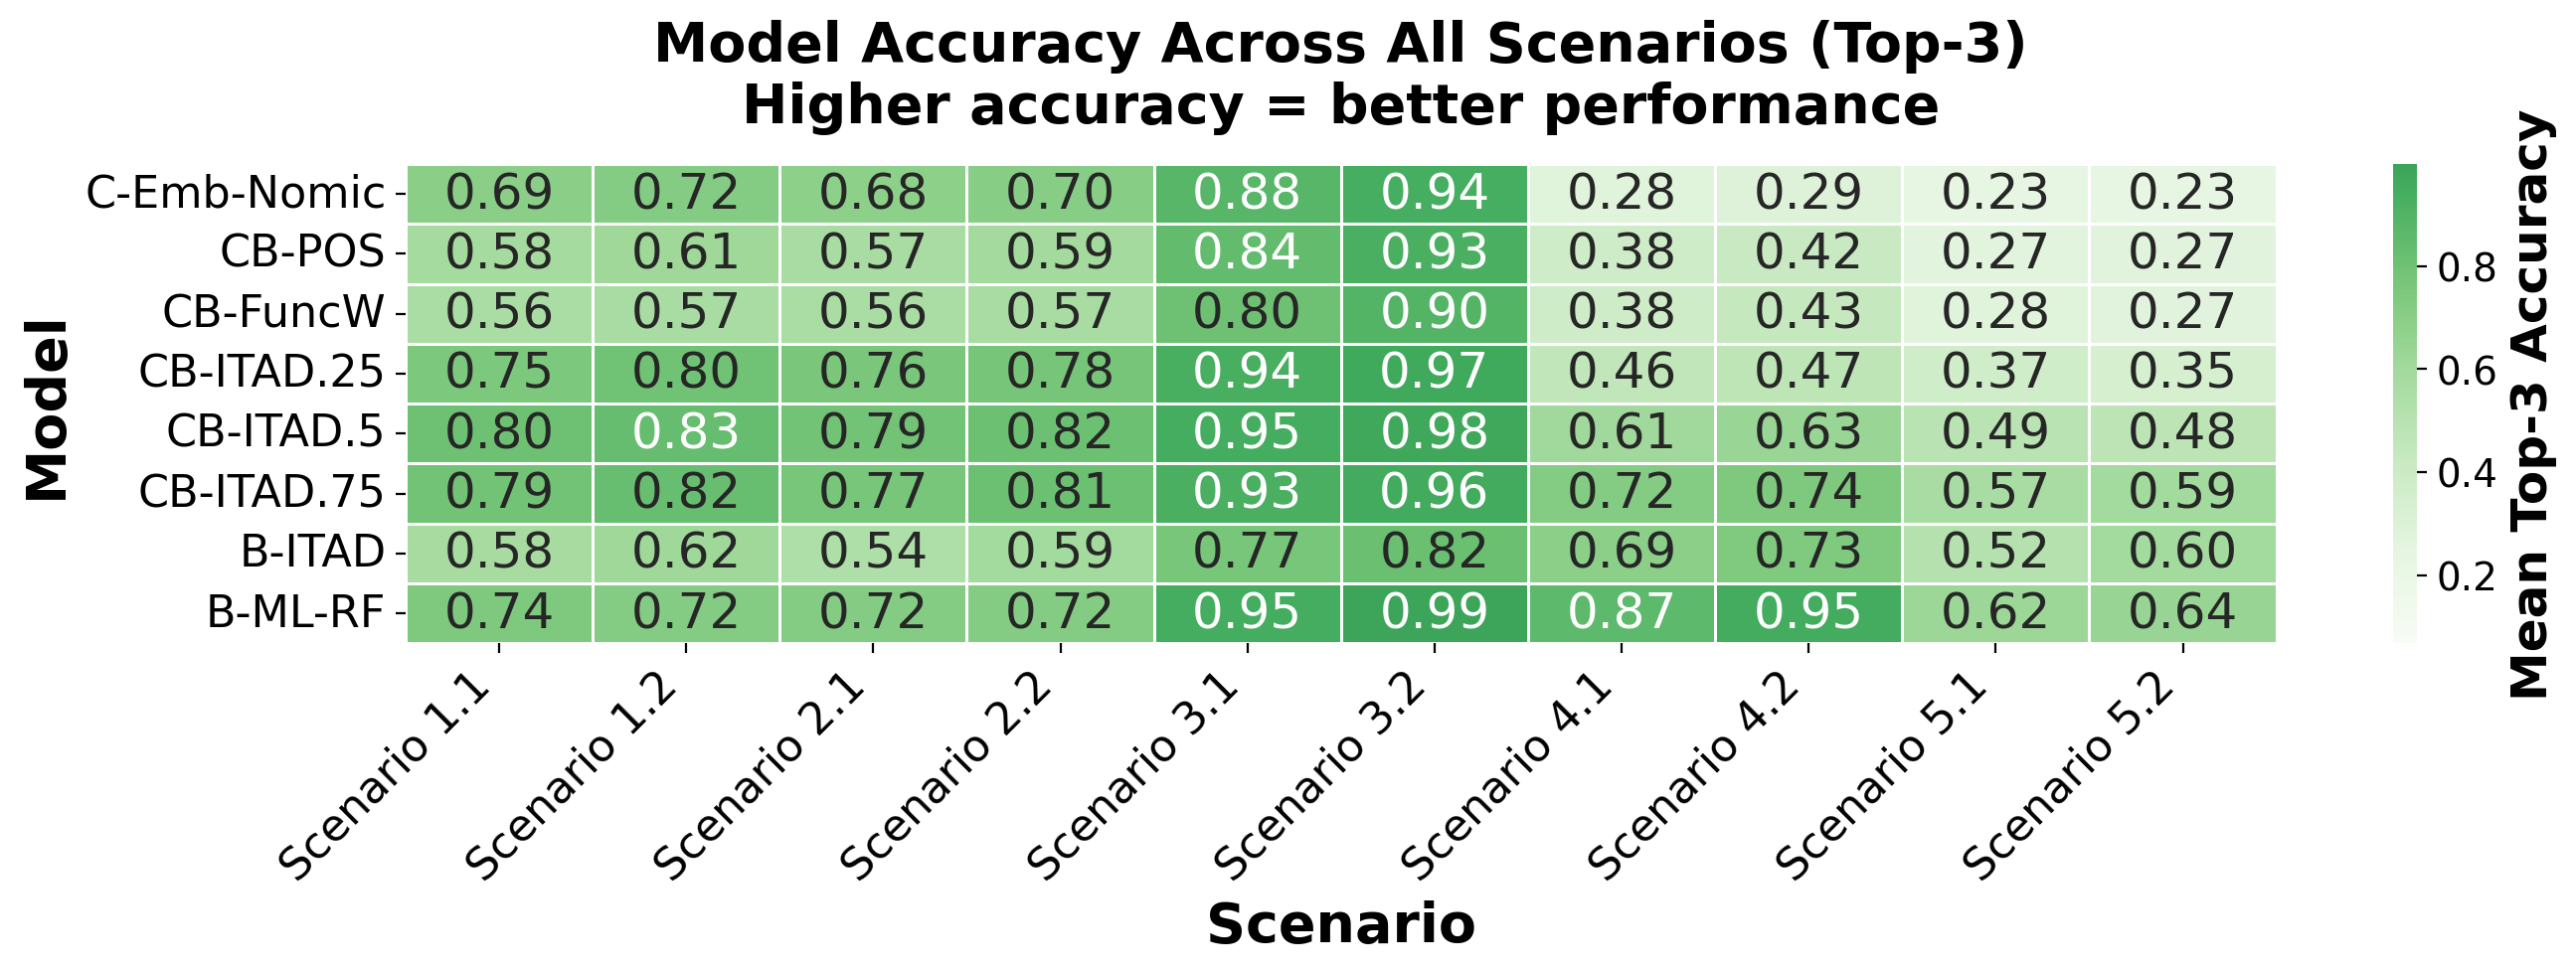 Model Accuracy Across All Scenarios (Top-3)
Higher accuracy = better performance
Model
C-Emb-Nomic 0.69 0.72 0.68 0.70 0.88 0.94 0.28 0.29 0.23 0.23
CB-POS 0.58 0.61 0.57 0.59 0.84 0.93 0.38 0.42 0.27 0.27
CB-FuncW 0.56 0.57 0.56 0.57 0.80 0.90 0.38 0.43 0.28 0.27
CB-ITAD.25 0.75 0.80 0.76 0.78 0.94 0.97 0.46 0.47 0.37 0.35
CB-ITAD.5 0.80 0.83 0.79 0.82 0.95 0.98 0.61 0.63 0.49 0.48
CB-ITAD.75 0.79 0.82 0.77 0.81 0.93 0.96 0.72 0.74 0.57 0.59
B-ITAD 0.58 0.62 0.54 0.59 0.77 0.82 0.69 0.73 0.52 0.60
B-ML-RF 0.74 0.72 0.72 0.72 0.95 0.99 0.87 0.95 0.62 0.64
Scenario 1.1
Scenario 1.2
Scenario 2.1
Scenario 2.2
Scenario 3.1
Scenario 3.2
Scenario 4.1
Scenario 4.2
Scenario 5.1
Scenario 5.2
Scenario
0.8
0.6
0.4
0.2
Mean Top-3 Accuracy